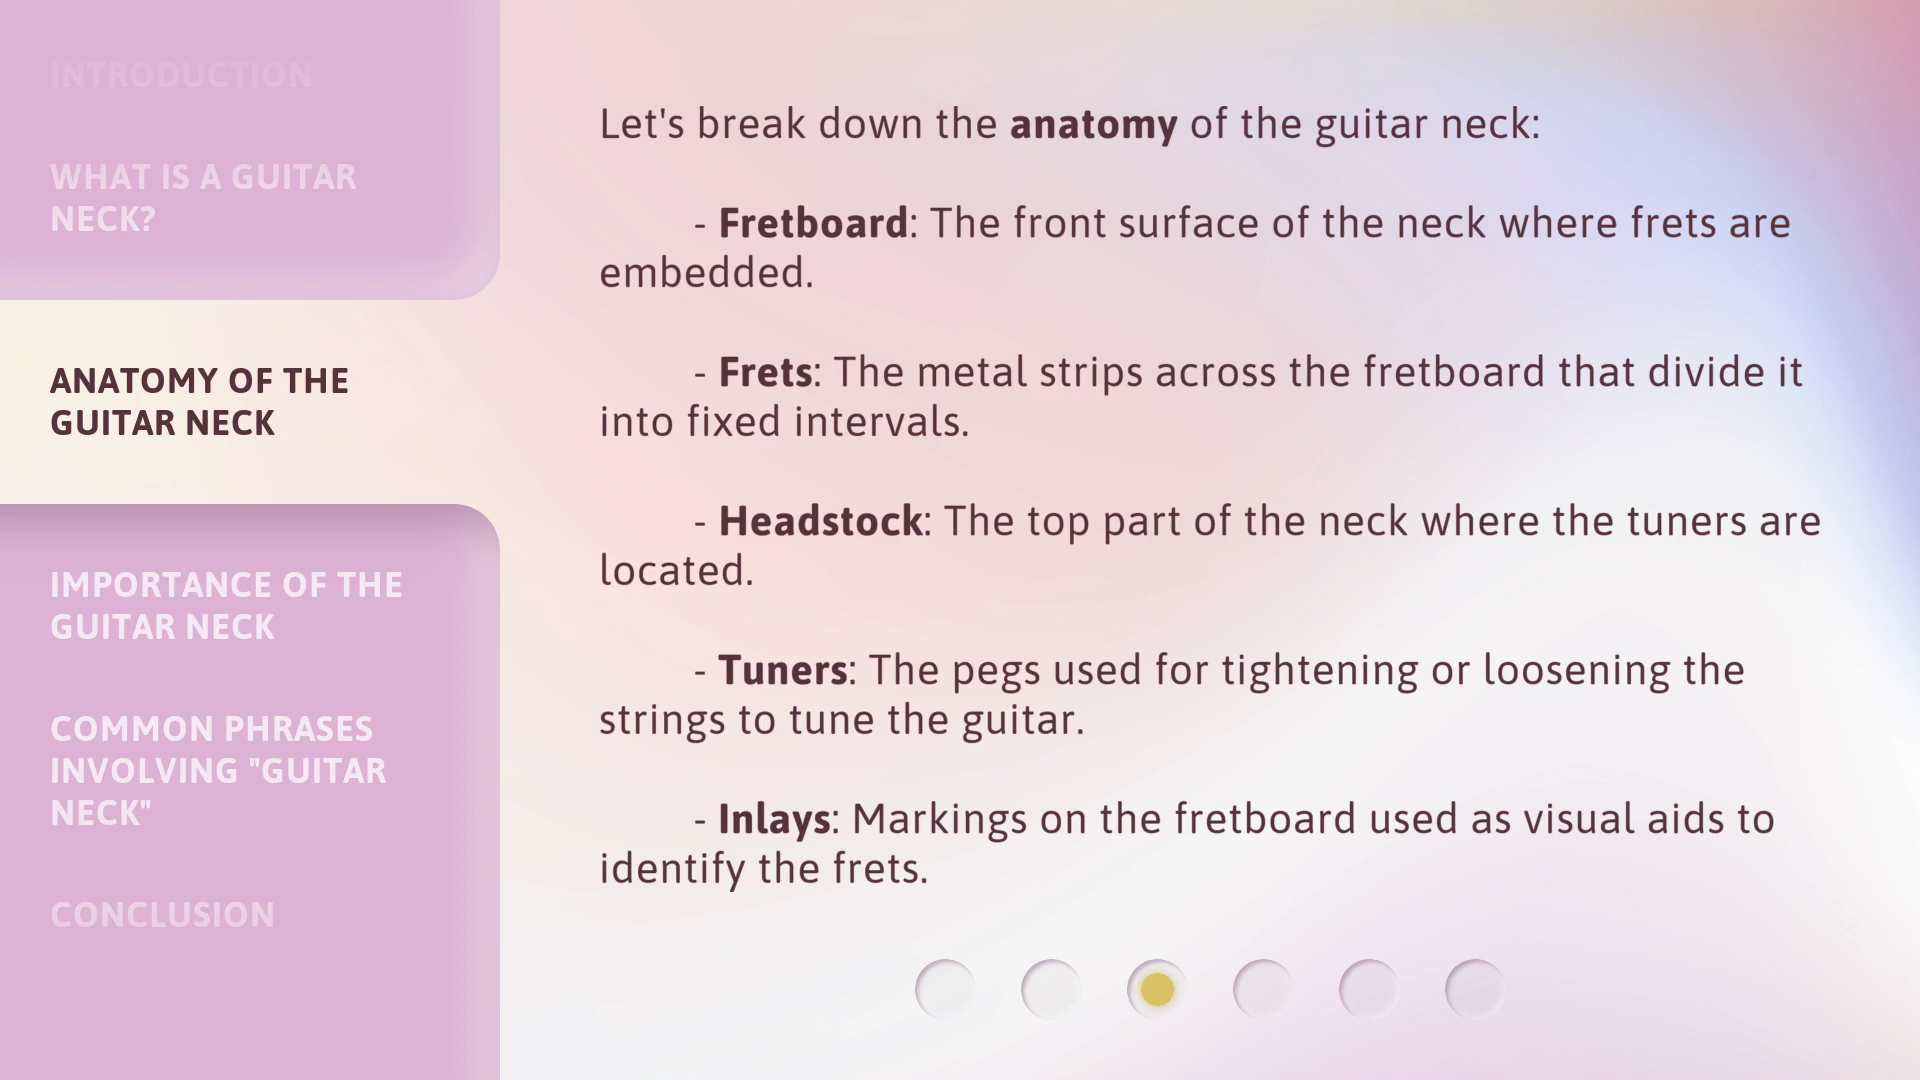 INTRODUCTION
WHAT IS A GUITAR
NECK?
ANATOMY OF THE
GUITAR NECK
IMPORTANCE OF THE
GUITAR NECK
COMMON PHRASES
INVOLVING "GUITAR
NECK"
CONCLUSION
Let's break down the anatomy of the guitar neck:
- Fretboard: The front surface of the neck where frets are
embedded.
- Frets: The metal strips across the fretboard that divide it
into fixed intervals.
- Headstock: The top part of the neck where the tuners are
located.
- Tuners: The pegs used for tightening or loosening the
strings to tune the guitar.
- Inlays: Markings on the fretboard used as visual aids to
identify the frets.